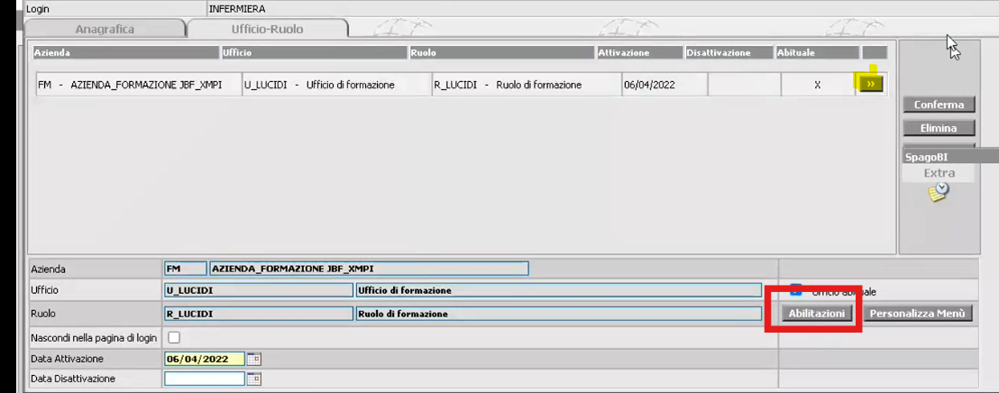 Login INFERMIERA
Anagrafica Ufficio-Ruolo
Azienda Ufficio Ruolo Attivazione Disattivazione Abituale
FM - AZIENDA_FORMAZIONE JBF_XMPI U_LUCIDI - Ufficio di formazione R_LUCIDI - Ruolo di formazione 06/04/2022 X »
Conferma
Elimina
SpagoBI
Extra
Azienda FM AZIENDA_FORMAZIONE JBF_XMPI
Ufficio U_LUCIDI Ufficio di formazione Ufficio abituale
Ruolo R_LUCIDI Ruolo di formazione Abilitazioni Personalizza Menù
Nascondi nella pagina di login
Data Attivazione 06/04/2022
Data Disattivazione